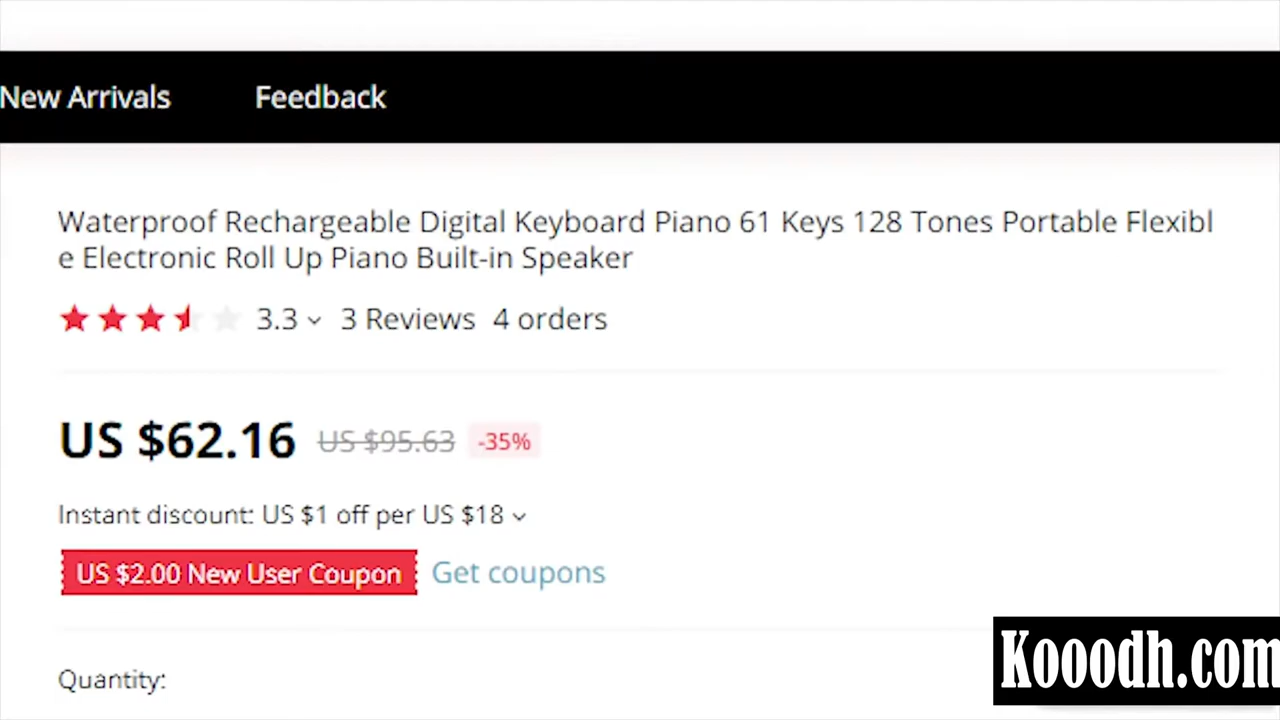 New Arrivals Feedback
Waterproof Rechargeable Digital Keyboard Piano 61 Keys 128 Tones Portable Flexibl
e Electronic Roll Up Piano Built-in Speaker
3.3 3 Reviews 4 orders
US $62.16 US $95.63 -35%
Instant discount: US $1 off per US $18
US $2.00 New User Coupon Get coupons
Quantity:
Kooodh.com